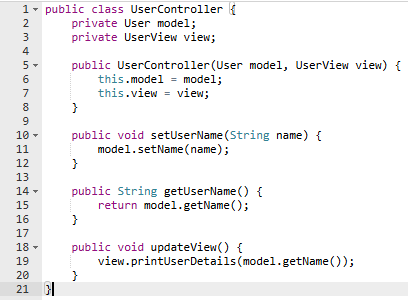 1 public class UserController {
2     private User model;
3     private UserView view;
4
5     public UserController(User model, UserView view) {
6         this.model = model;
7         this.view = view;
8     }
9
10     public void setUserName(String name) {
11         model.setName(name);
12     }
13
14     public String getUserName() {
15         return model.getName();
16     }
17
18     public void updateView() {
19         view.printUserDetails(model.getName());
20     }
21 }